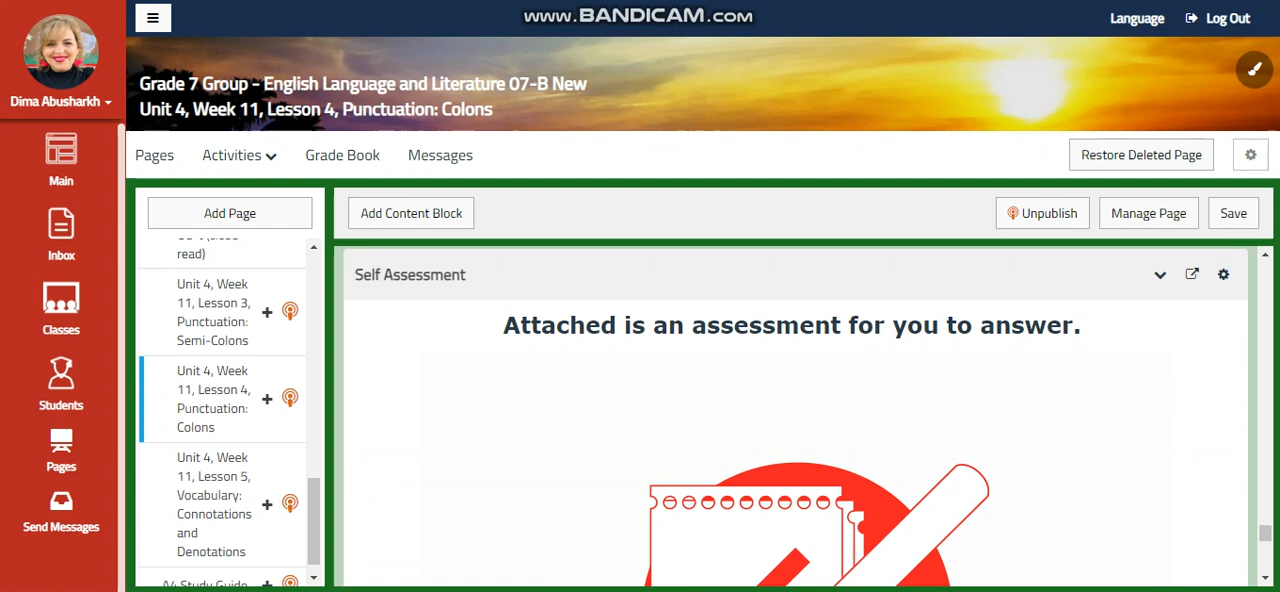 www.BANDICAM.com
Language
Log Out
Dima Abusharkh
Grade 7 Group - English Language and Literature 07-B New
Unit 4, Week 11, Lesson 4, Punctuation: Colons
Pages
Activities
Grade Book
Messages
Restore Deleted Page
Main
Inbox
Classes
Students
Pages
Send Messages
Add Page
read)
Unit 4, Week
11, Lesson 3,
Punctuation:
Semi-Colons
Unit 4, Week
11, Lesson 4,
Punctuation:
Colons
Unit 4, Week
11, Lesson 5,
Vocabulary:
Connotations
and
Denotations
A4 Study Guide
Add Content Block
Unpublish
Manage Page
Save
Self Assessment
Attached is an assessment for you to answer.